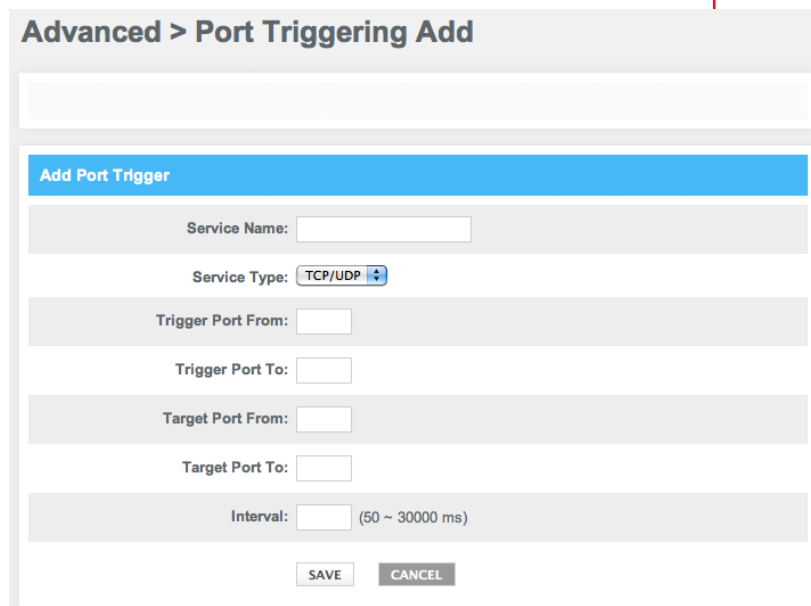 Advanced > Port Triggering Add
Add Port Trigger
Service Name:
Service Type: TCP/UDP
Trigger Port From:
Trigger Port To:
Target Port From:
Target Port To:
Interval: (50 ~ 30000 ms)
SAVE CANCEL